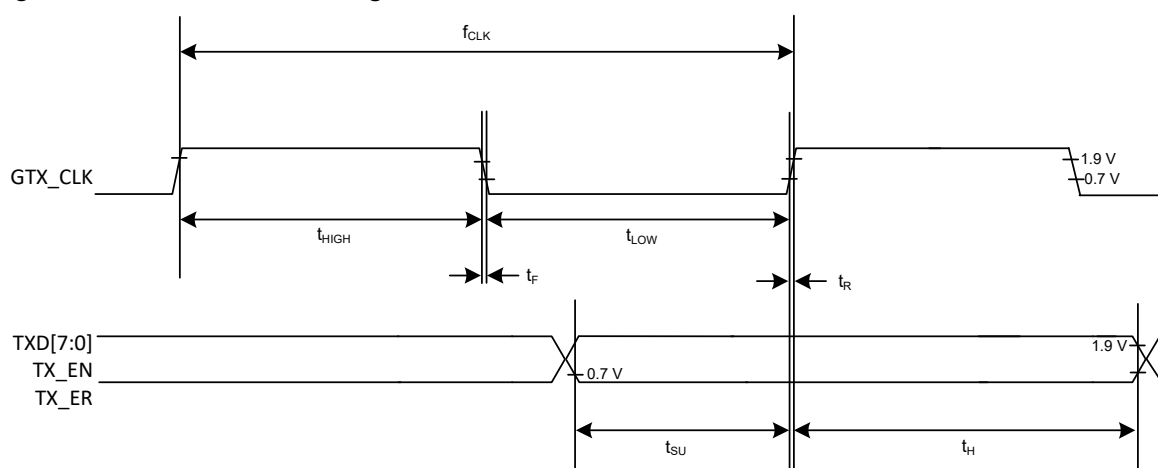 fCLK
GTX_CLK
1.9 V
0.7 V
tHIGH
tLOW
tF
tR
TXD[7:0]
TX_EN
TX_ER
1.9 V
0.7 V
tSU
tH